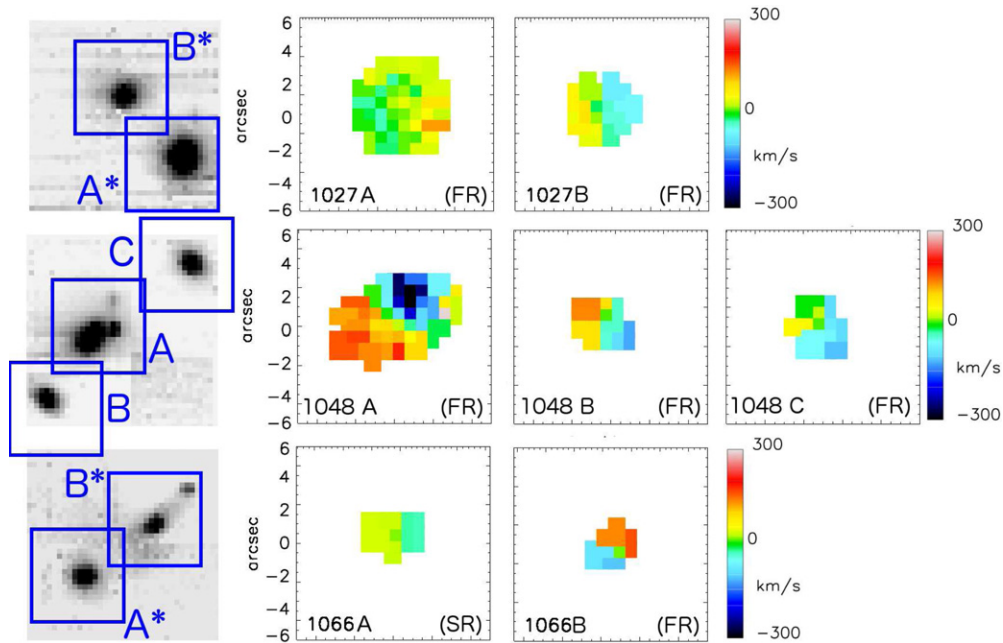 B*
A*
arcsec
6
4
2
0
−2
−4
−6
1027A (FR)
1027B (FR)
300
0
km/s
−300
C
A
B
6
4
2
0
−2
−4
−6
1048 A (FR)
1048 B (FR)
1048 C (FR)
300
0
km/s
−300
B*
A*
arcsec
6
4
2
0
−2
−4
−6
1066A (SR)
1066B (FR)
300
0
km/s
−300